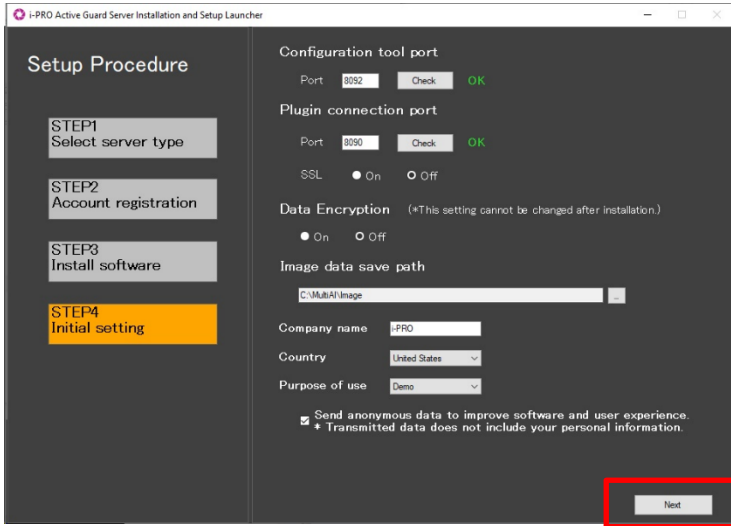 i-PRO Active Guard Server Installation and Setup Launcher
Setup Procedure
STEP1
Select server type
STEP2
Account registration
STEP3
Install software
STEP4
Initial setting
Configuration tool port
Port 8092 Check OK
Plugin connection port
Port 8090 Check OK
SSL On Off
Data Encryption (*This setting cannot be changed after installation.)
On Off
Image data save path
C:\MultiAI\Image ...
Company name i-PRO
Country United States
Purpose of use Demo
Send anonymous data to improve software and user experience.
* Transmitted data does not include your personal information.
Next